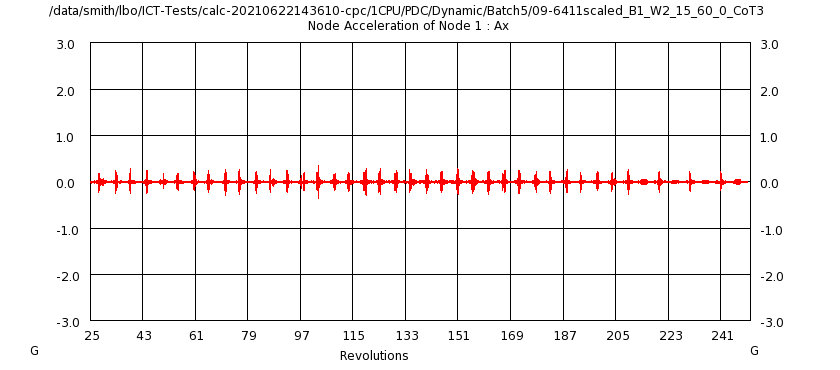 /data/smith/lbo/ICT-Tests/calc-20210622143610-cpc/1CPU/PDC/Dynamic/Batch5/09-6411scaled_B1_W2_15_60_0_CoT3
Node Acceleration of Node 1 : Ax
3.0 3.0
2.0 2.0
1.0 1.0
0.0 0.0
-1.0 -1.0
-2.0 -2.0
-3.0 -3.0
25 43 61 79 97 115 133 151 169 187 205 223 241
G G
Revolutions